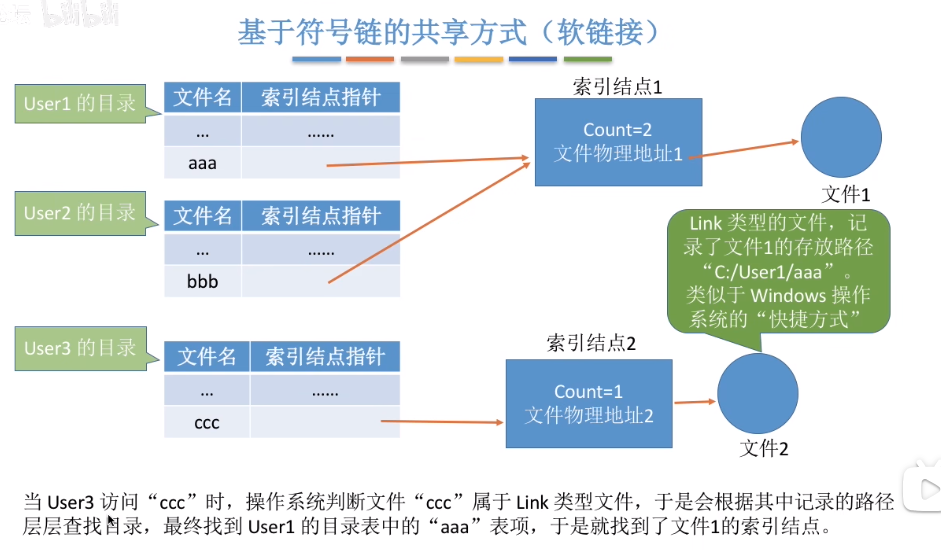 bilibili
基于符号链的共享方式（软链接）
User1 的目录
文件名 索引结点指针
... ......
aaa
User2 的目录
文件名 索引结点指针
... ......
bbb
User3 的目录
文件名 索引结点指针
... ......
ccc
索引结点1
Count=2
文件物理地址1
文件1
Link 类型的文件，记
录了文件1的存放路径
“C:/User1/aaa”。
类似于 Windows 操作
系统的“快捷方式”
索引结点2
Count=1
文件物理地址2
文件2
当 User3 访问“ccc”时，操作系统判断文件“ccc”属于 Link 类型文件，于是会根据其中记录的路径
层层查找目录，最终找到 User1 的目录表中的“aaa”表项，于是就找到了文件1的索引结点。